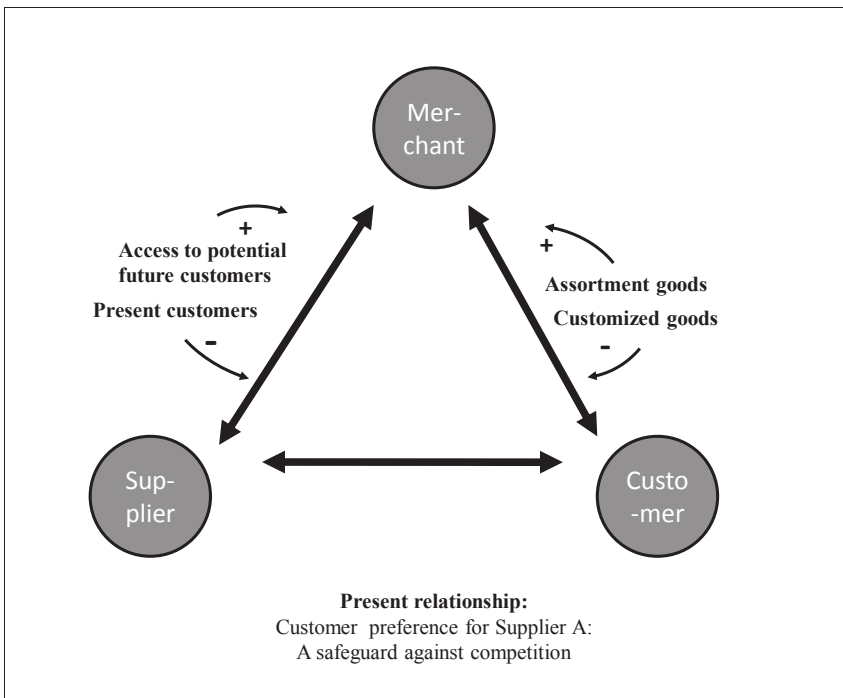 Mer-
chant
+
Access to potential
future customers
Present customers
-
+
Assortment goods
Customized goods
-
Sup-
plier
Custo
-mer
Present relationship:
Customer preference for Supplier A:
A safeguard against competition